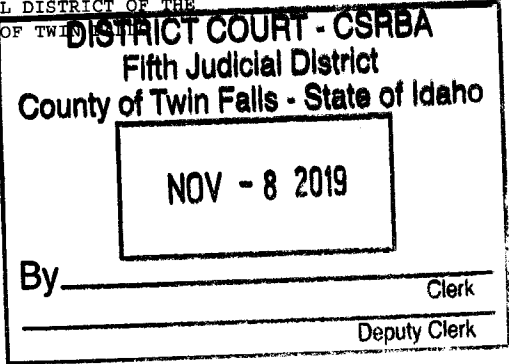 L DISTRICT OF THE
OF TWIN
DISTRICT COURT - CSRBA
Fifth Judicial District
County of Twin Falls - State of Idaho
NOV - 8 2019
By
Clerk
Deputy Clerk